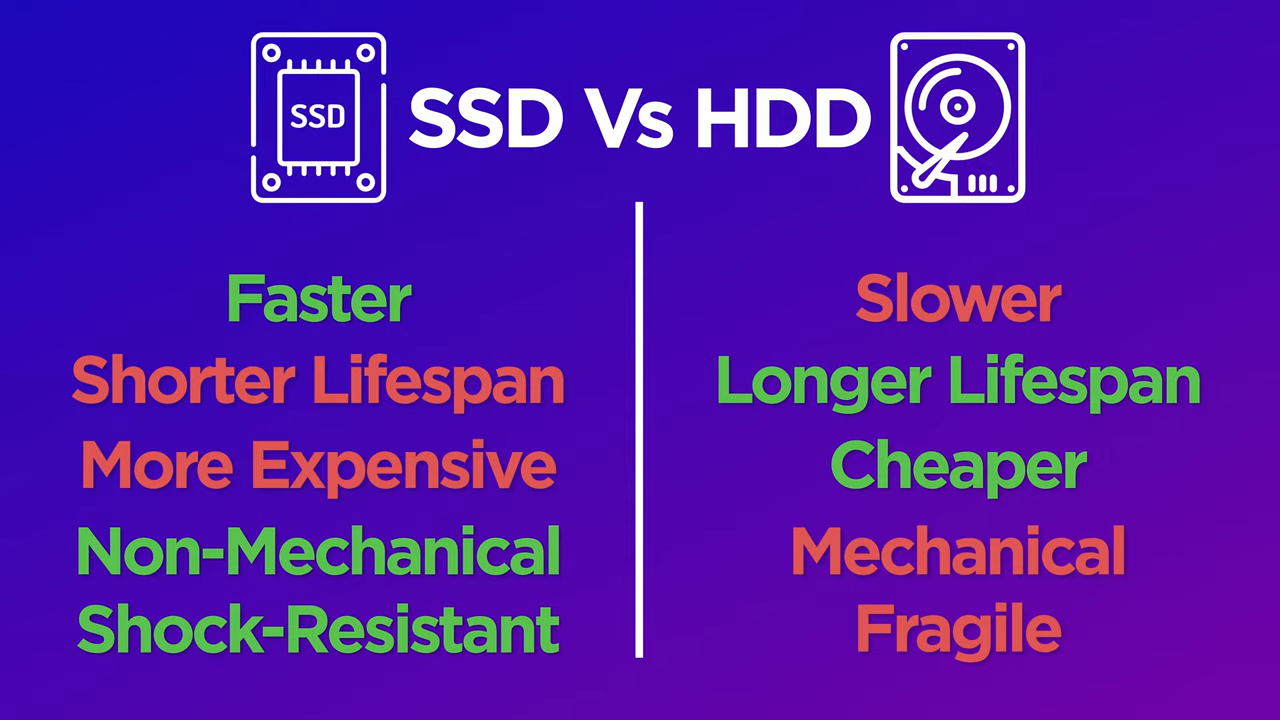 SSD
SSD Vs HDD
Faster
Shorter Lifespan
More Expensive
Non-Mechanical
Shock-Resistant
Slower
Longer Lifespan
Cheaper
Mechanical
Fragile